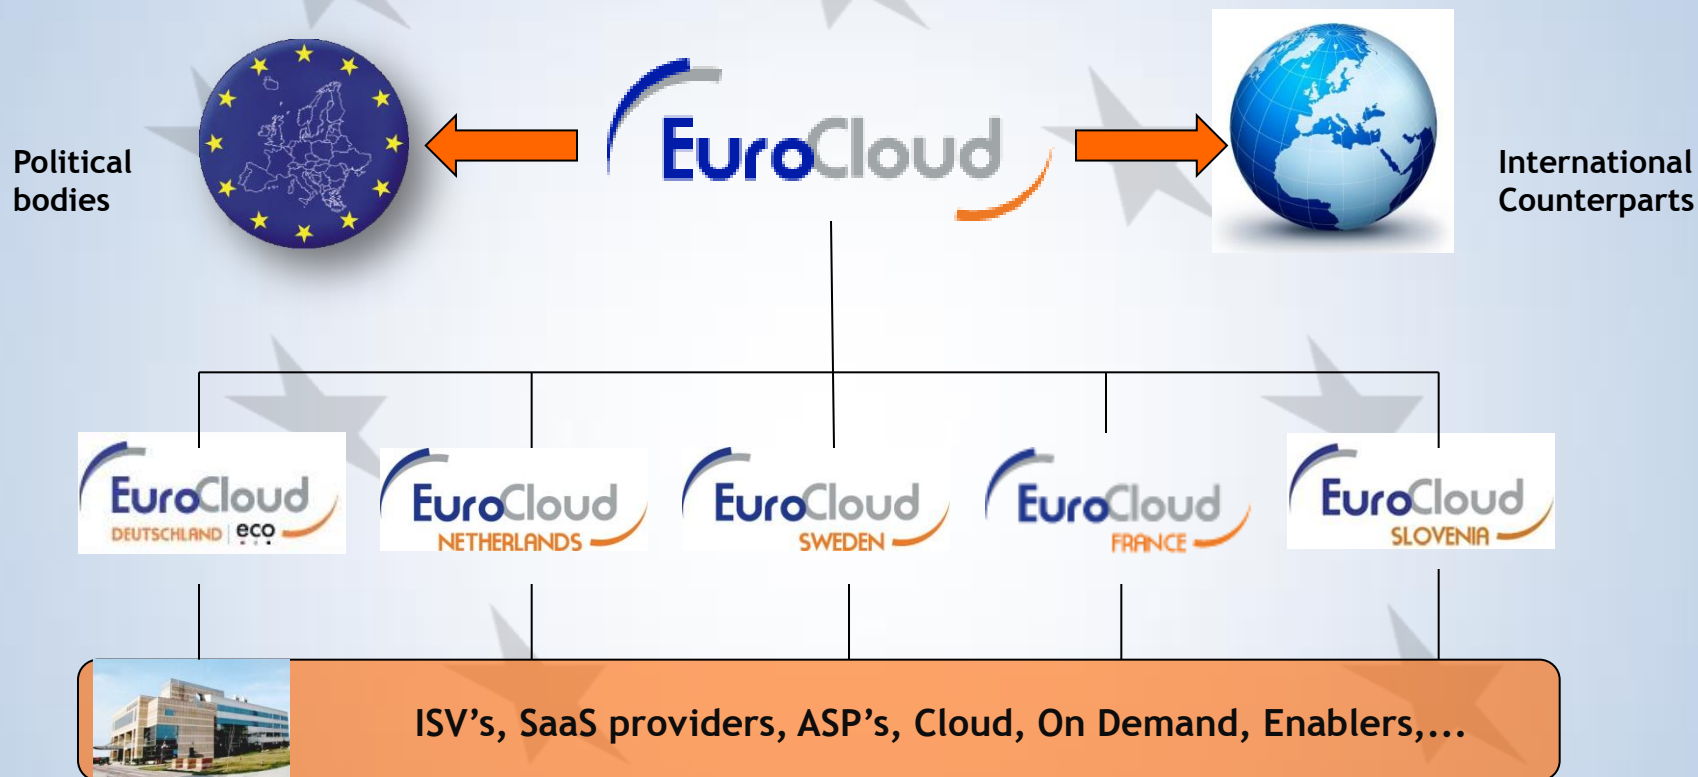 Political
bodies
EuroCloud
International
Counterparts
EuroCloud
DEUTSCHLAND | eco
EuroCloud
NETHERLANDS
EuroCloud
SWEDEN
EuroCloud
FRANCE
EuroCloud
SLOVENIA
ISV’s, SaaS providers, ASP’s, Cloud, On Demand, Enablers,...